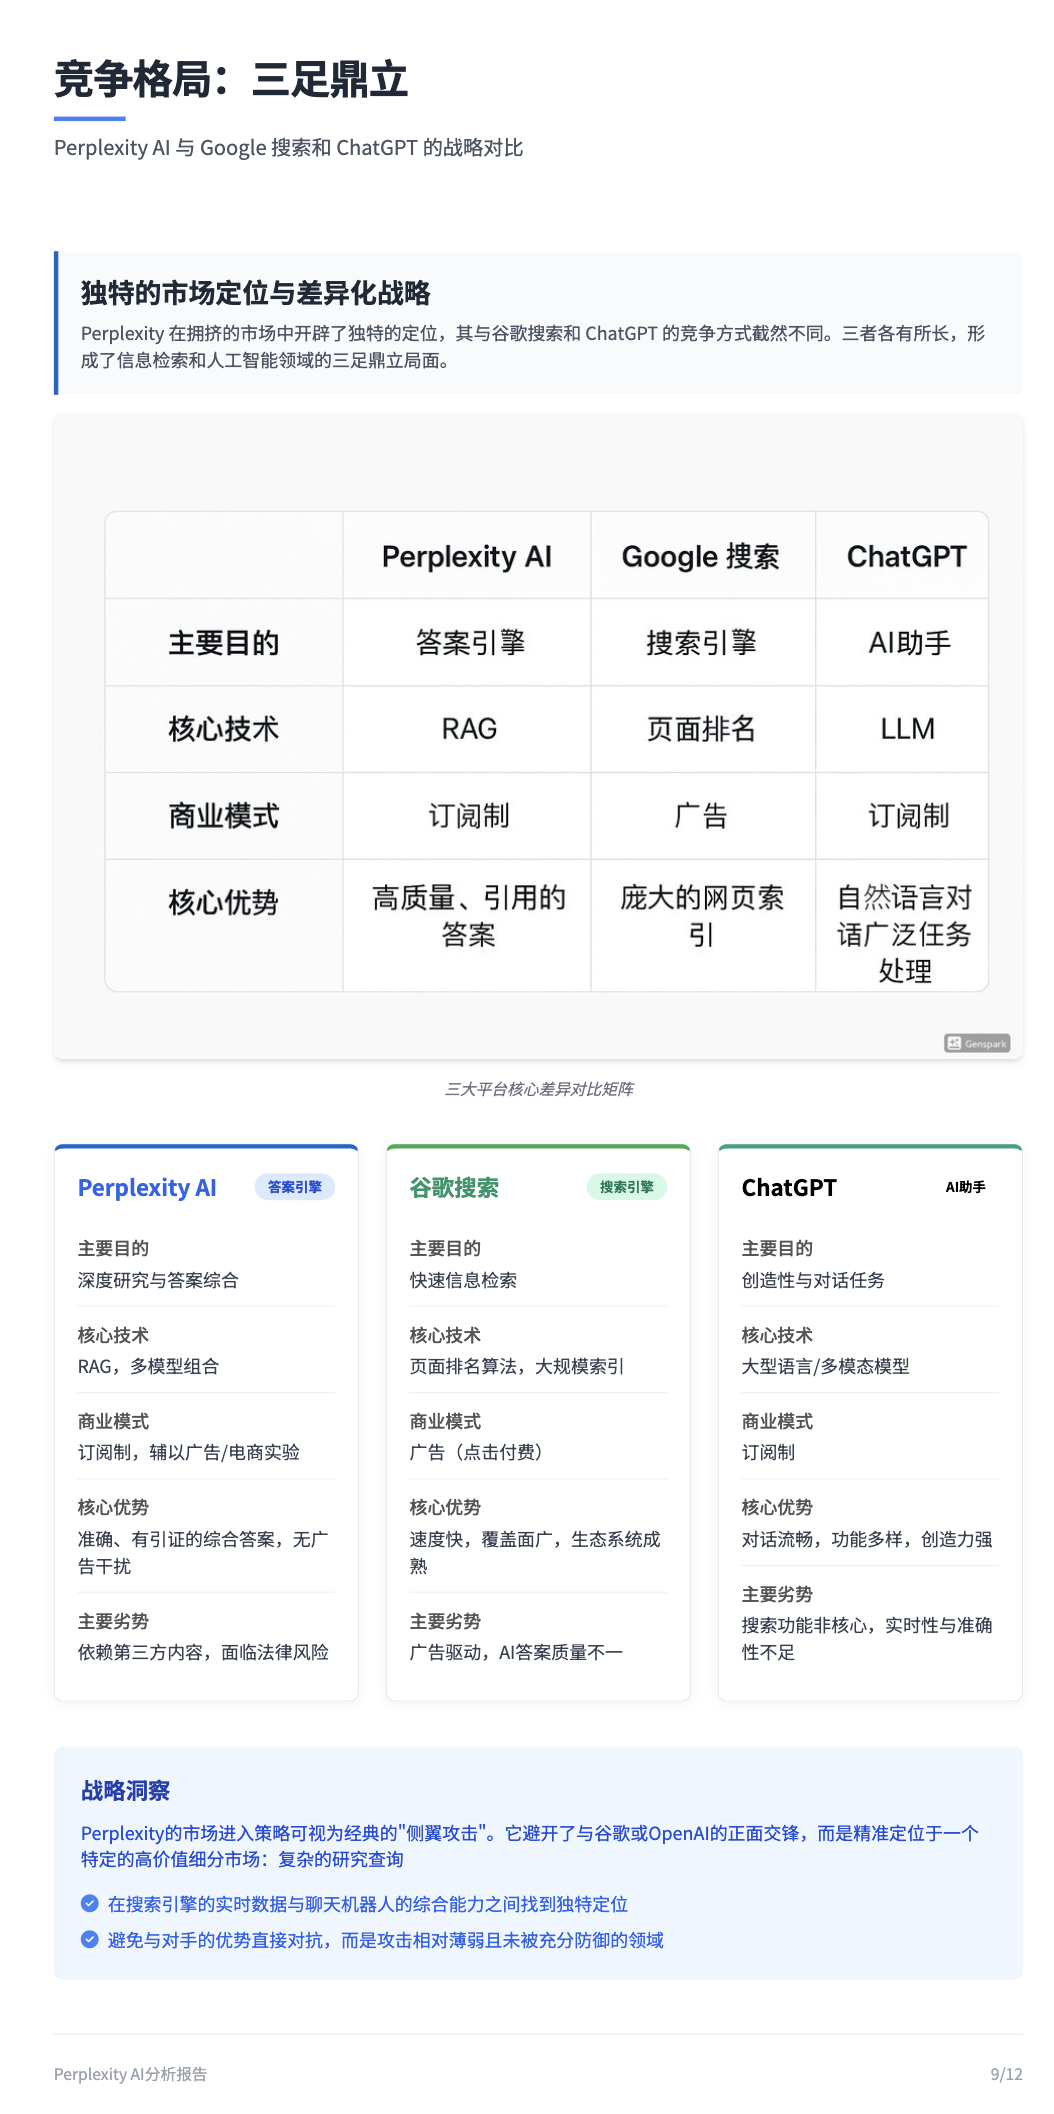 竞争格局：三足鼎立
Perplexity AI 与 Google 搜索和 ChatGPT 的战略对比
独特的市场定位与差异化战略
Perplexity 在拥挤的市场中开辟了独特的定位，其与谷歌搜索和 ChatGPT 的竞争方式截然不同。三者各有所长，形
成了信息检索和人工智能领域的三足鼎立局面。
Perplexity AI Google 搜索 ChatGPT
主要目的 答案引擎 搜索引擎 AI助手
核心技术 RAG 页面排名 LLM
商业模式 订阅制 广告 订阅制
核心优势 高质量、引用的 庞大的网页索 自然语言对
答案 引 话广泛任务
处理
Genspark
三大平台核心差异对比矩阵
Perplexity AI 答案引擎
主要目的
深度研究与答案综合
核心技术
RAG，多模型组合
商业模式
订阅制，辅以广告/电商实验
核心优势
准确、有引证的综合答案，无广
告干扰
主要劣势
依赖第三方内容，面临法律风险
谷歌搜索 搜索引擎
主要目的
快速信息检索
核心技术
页面排名算法，大规模索引
商业模式
广告（点击付费）
核心优势
速度快，覆盖面广，生态系统成
熟
主要劣势
广告驱动，AI答案质量不一
ChatGPT AI助手
主要目的
创造性与对话任务
核心技术
大型语言/多模态模型
商业模式
订阅制
核心优势
对话流畅，功能多样，创造力强
主要劣势
搜索功能非核心，实时性与准确
性不足
战略洞察
Perplexity的市场进入策略可视为经典的"侧翼攻击"。它避开了与谷歌或OpenAI的正面交锋，而是精准定位于一个
特定的高价值细分市场：复杂的研究查询
在搜索引擎的实时数据与聊天机器人的综合能力之间找到独特定位
避免与对手的优势直接对抗，而是攻击相对薄弱且未被充分防御的领域
Perplexity AI分析报告
9/12